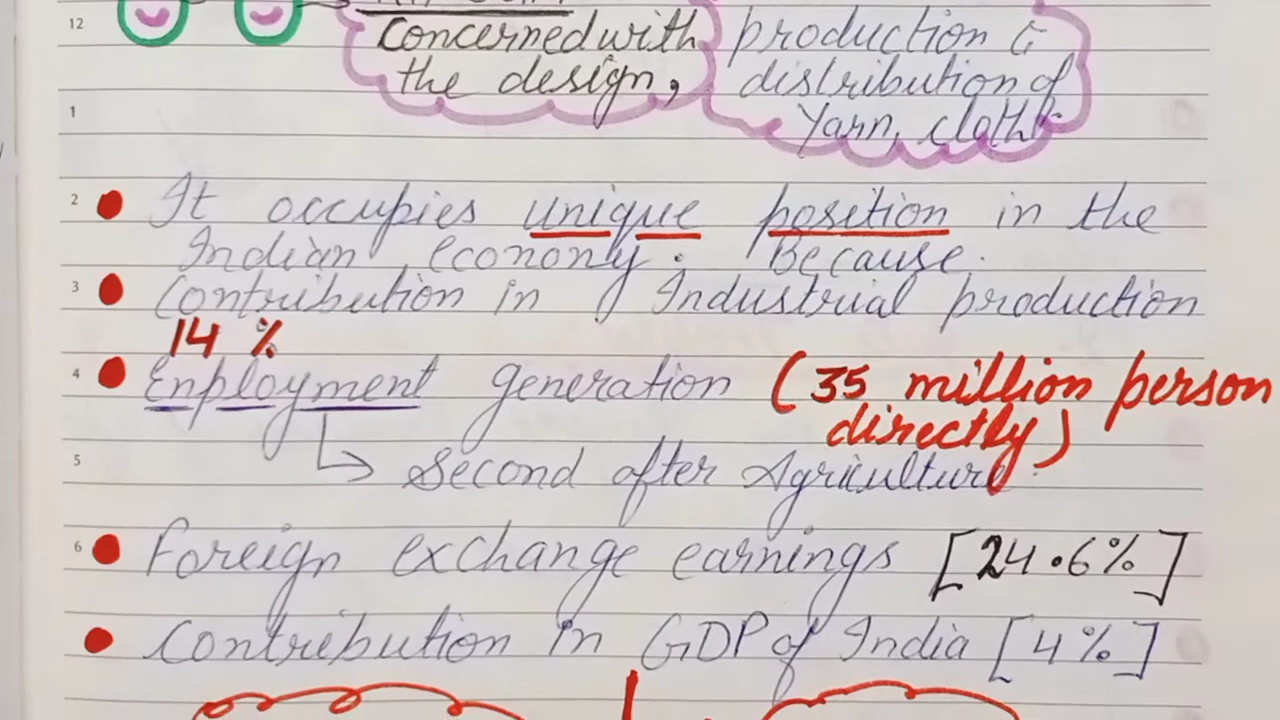 12
concerned with production &
the design, distribution of
Yarn, cloth.
1
2 It occupies unique position in the
Indian economy. Because.
3 Contribution in Industrial production
14 %
4 Employment generation (35 million person
directly)
5 Second after Agriculture.
6 Foreign exchange earnings [24.6%]
Contribution in GDP of India [4%]